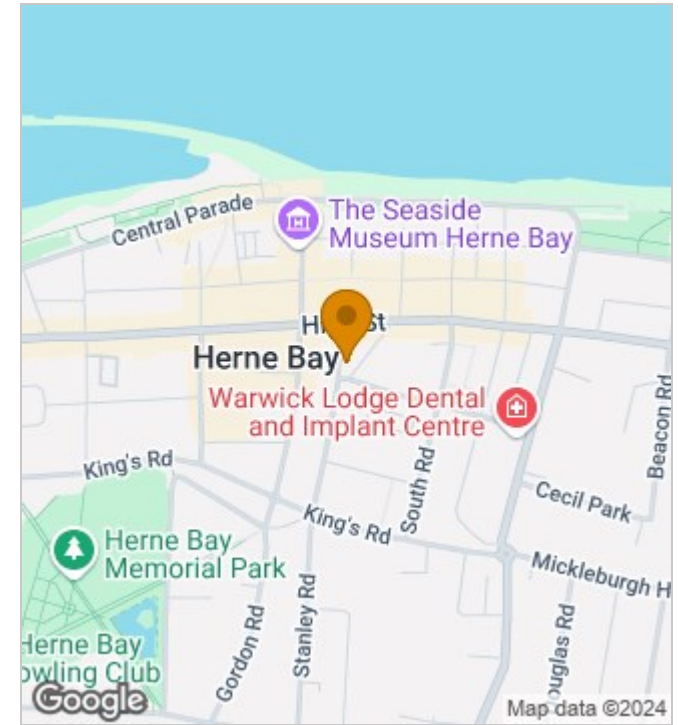 Central Parade
The Seaside
Museum Herne Bay
St
Herne Bay
Warwick Lodge Dental
and Implant Centre
Beacon Rd
King's Rd
South Rd
Cecil Park
King's Rd
Herne Bay
Memorial Park
Mickleburgh H
Stanley Rd
Gordon Rd
ouglas Rd
Herne Bay
owling Club
Google
Map data ©2024